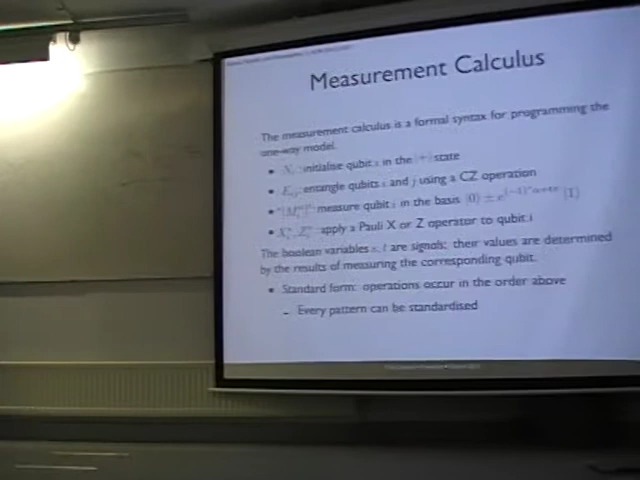 Measurement Calculus
The measurement calculus is a formal syntax for programming the
one-way model.
• N_i: initialise qubit i in the |+⟩ state
• E_ij: entangle qubits i and j using a CZ operation
• measure qubit i in the basis |0⟩ ±
• apply a Pauli X or Z operator to qubit i
The boolean variables s, t are signals: their values are determined
by the results of measuring the corresponding qubit.
• Standard form: operations occur in the order above
– Every pattern can be standardised